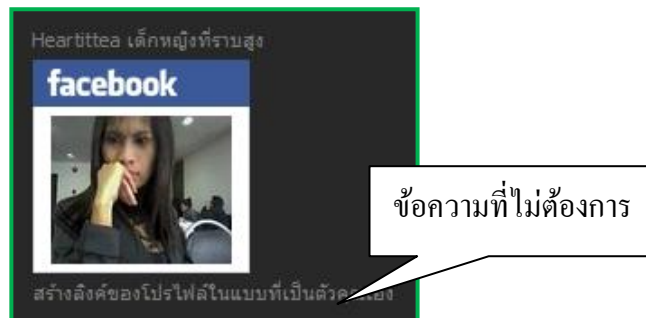 Heartittea เด็กหญิงที่ราบสูง
facebook
ข้อความที่ไม่ต้องการ
สร้างลิงค์ของโปรไฟล์ในแบบที่เป็นตัวคุณเอง